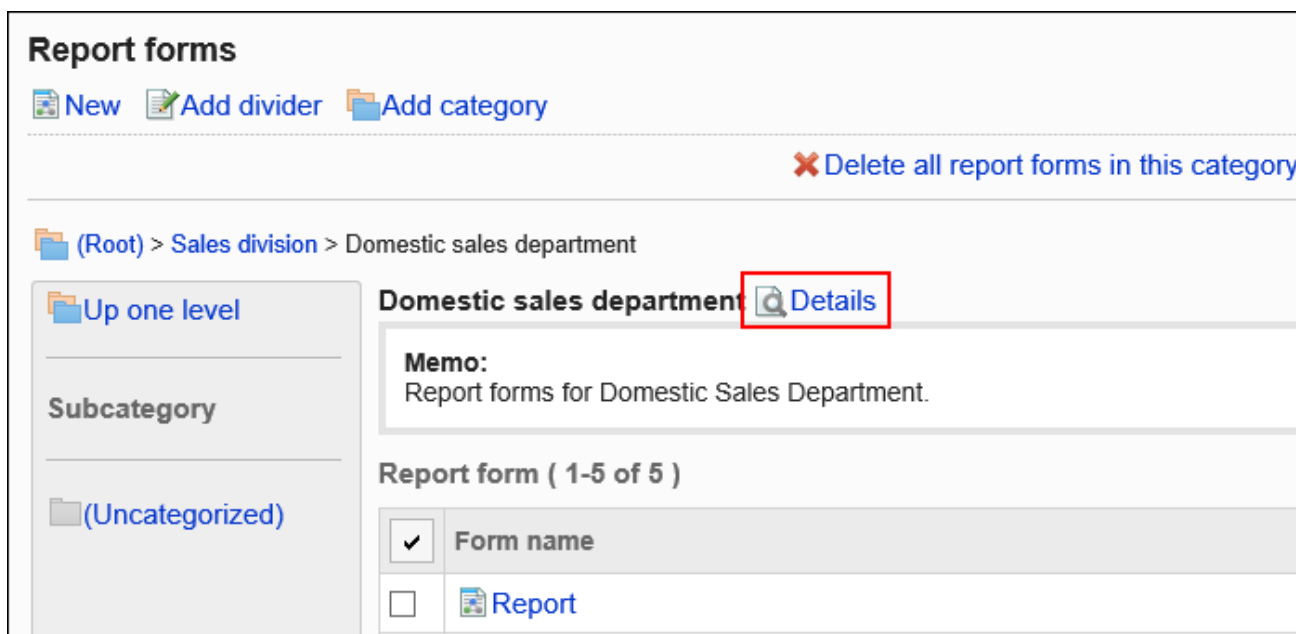 Report forms
New Add divider Add category
Delete all report forms in this category
(Root) > Sales division > Domestic sales department
Up one level
Subcategory
(Uncategorized)
Domestic sales department Details
Memo:
Report forms for Domestic Sales Department.
Report form ( 1-5 of 5 )
Form name
Report